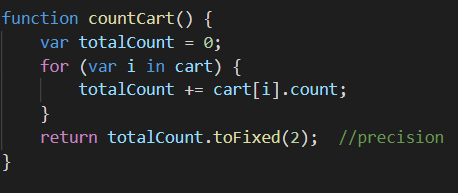 function countCart() {
    var totalCount = 0;
    for (var i in cart) {
        totalCount += cart[i].count;
    }
    return totalCount.toFixed(2);  //precision
}